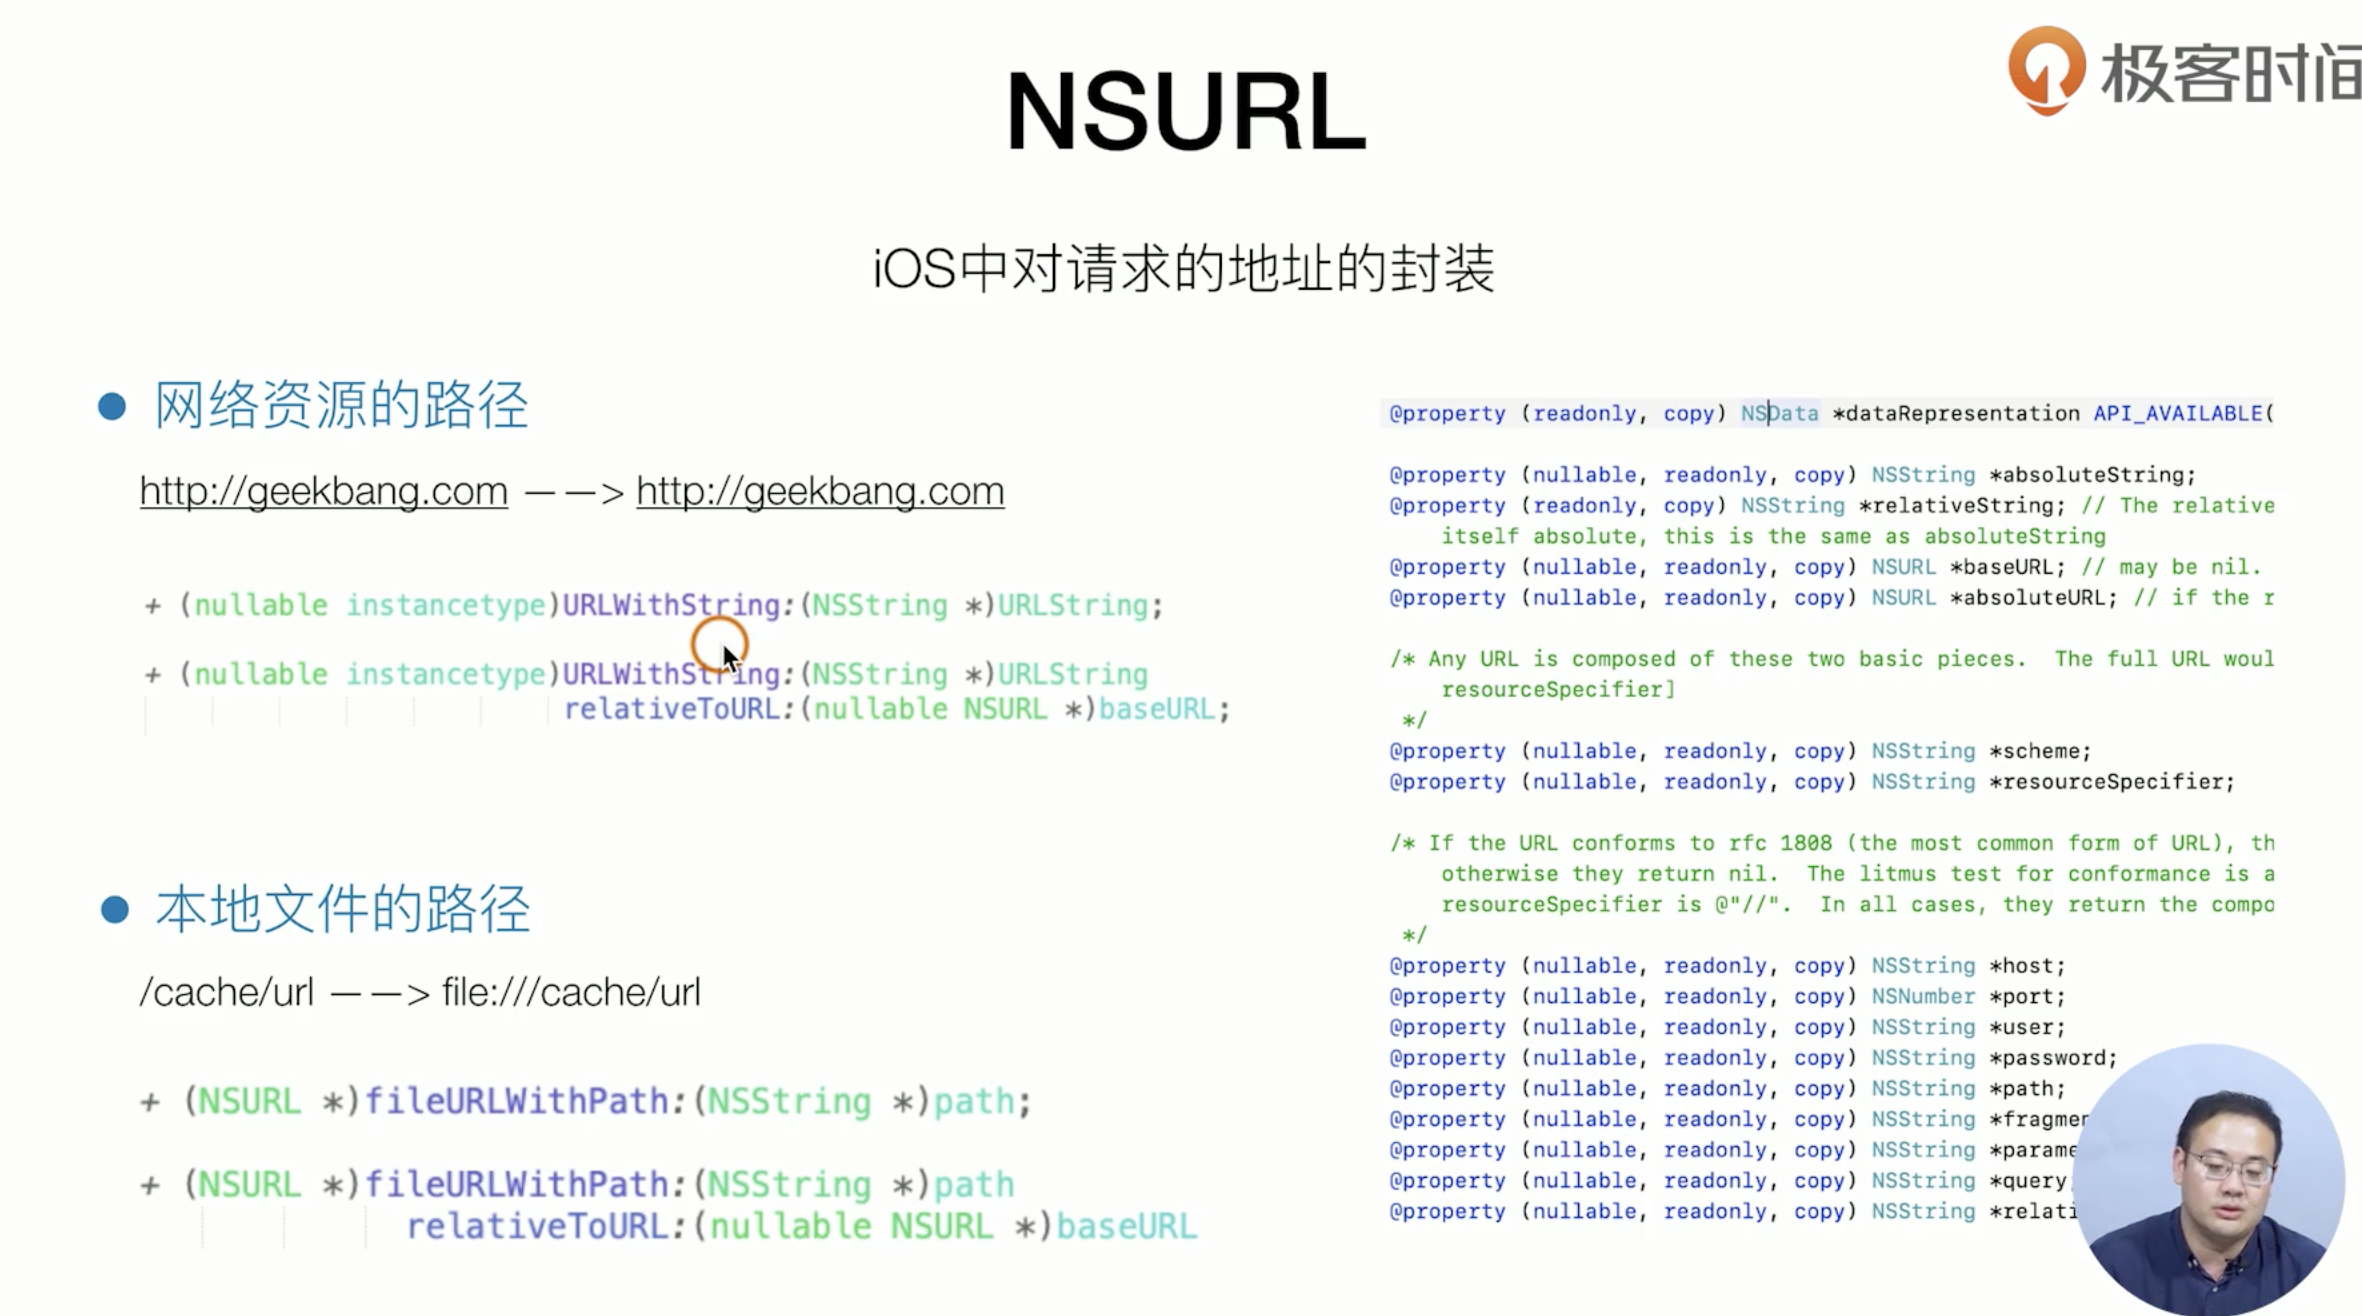 极客时间
NSURL
iOS中对请求的地址的封装
网络资源的路径
http://geekbang.com ——> http://geekbang.com
+ (nullable instancetype)URLWithString:(NSString *)URLString;
+ (nullable instancetype)URLWithString:(NSString *)URLString
relativeToURL:(nullable NSURL *)baseURL;
本地文件的路径
/cache/url ——> file:///cache/url
+ (NSURL *)fileURLWithPath:(NSString *)path;
+ (NSURL *)fileURLWithPath:(NSString *)path
relativeToURL:(nullable NSURL *)baseURL
@property (readonly, copy) NSData *dataRepresentation API_AVAILABLE(
@property (nullable, readonly, copy) NSString *absoluteString;
@property (readonly, copy) NSString *relativeString; // The relative
itself absolute, this is the same as absoluteString
@property (nullable, readonly, copy) NSURL *baseURL; // may be nil.
@property (nullable, readonly, copy) NSURL *absoluteURL; // if the r
/* Any URL is composed of these two basic pieces.  The full URL woul
resourceSpecifier]
*/
@property (nullable, readonly, copy) NSString *scheme;
@property (nullable, readonly, copy) NSString *resourceSpecifier;
/* If the URL conforms to rfc 1808 (the most common form of URL), th
otherwise they return nil.  The litmus test for conformance is a
resourceSpecifier is @"//".  In all cases, they return the compo
*/
@property (nullable, readonly, copy) NSString *host;
@property (nullable, readonly, copy) NSNumber *port;
@property (nullable, readonly, copy) NSString *user;
@property (nullable, readonly, copy) NSString *password;
@property (nullable, readonly, copy) NSString *path;
@property (nullable, readonly, copy) NSString *fragmen
@property (nullable, readonly, copy) NSString *parame
@property (nullable, readonly, copy) NSString *query
@property (nullable, readonly, copy) NSString *relati